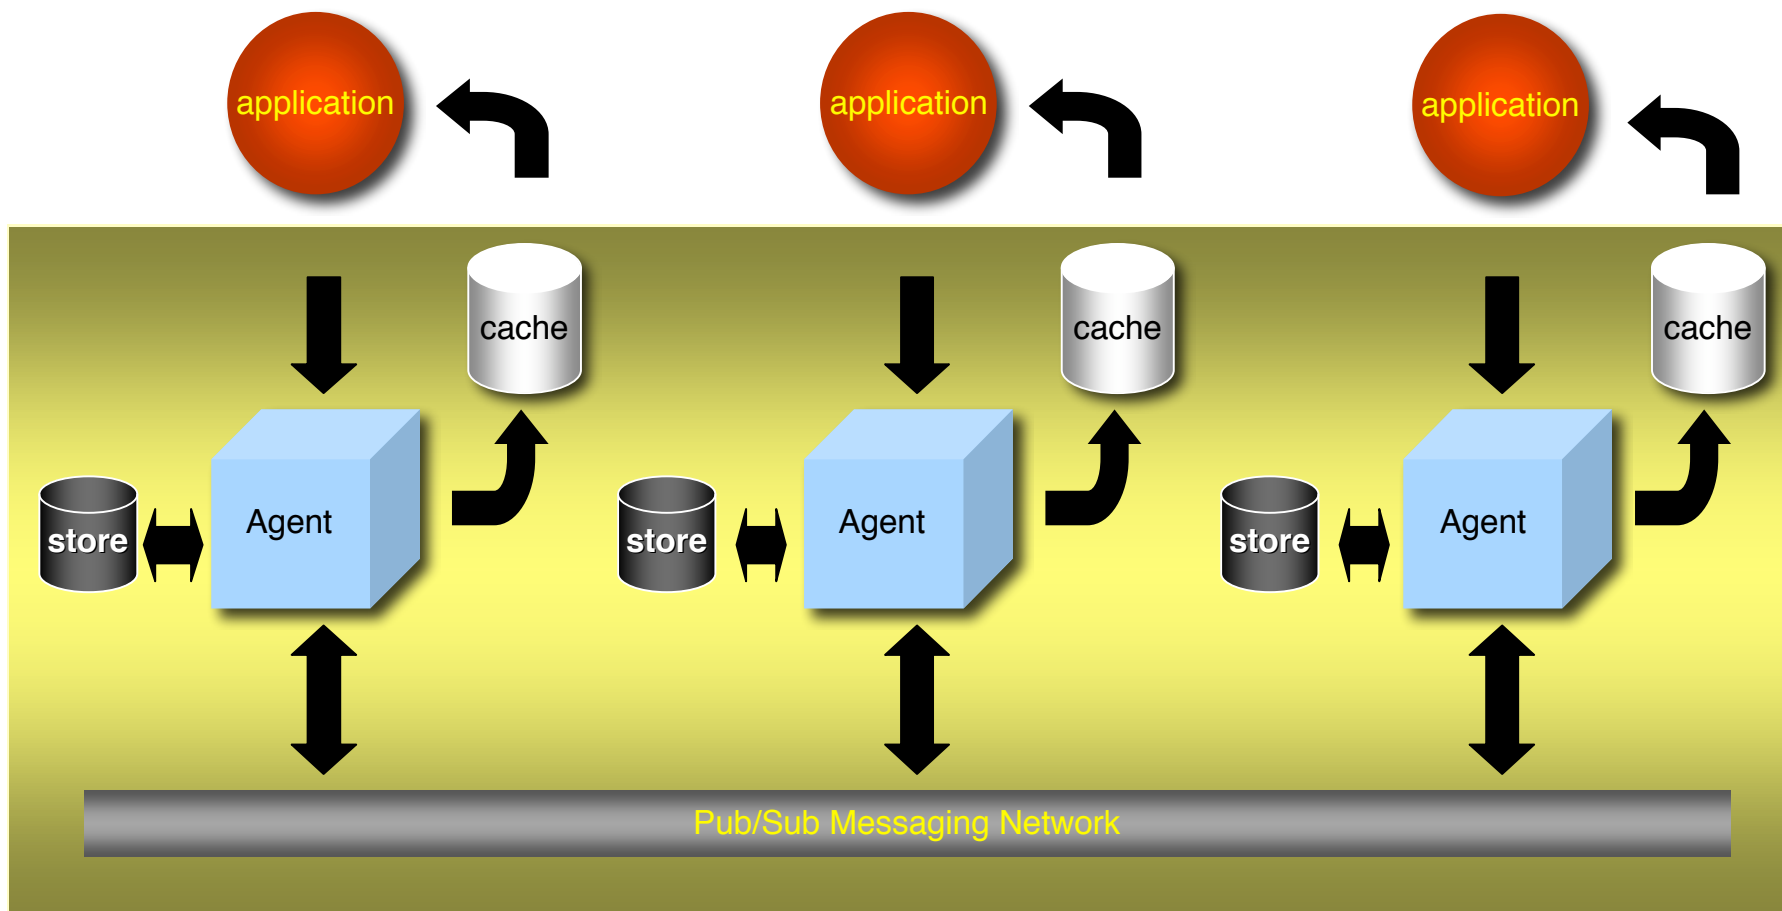 application
application
application
cache
cache
cache
store
Agent
store
Agent
store
Agent
Pub/Sub Messaging Network